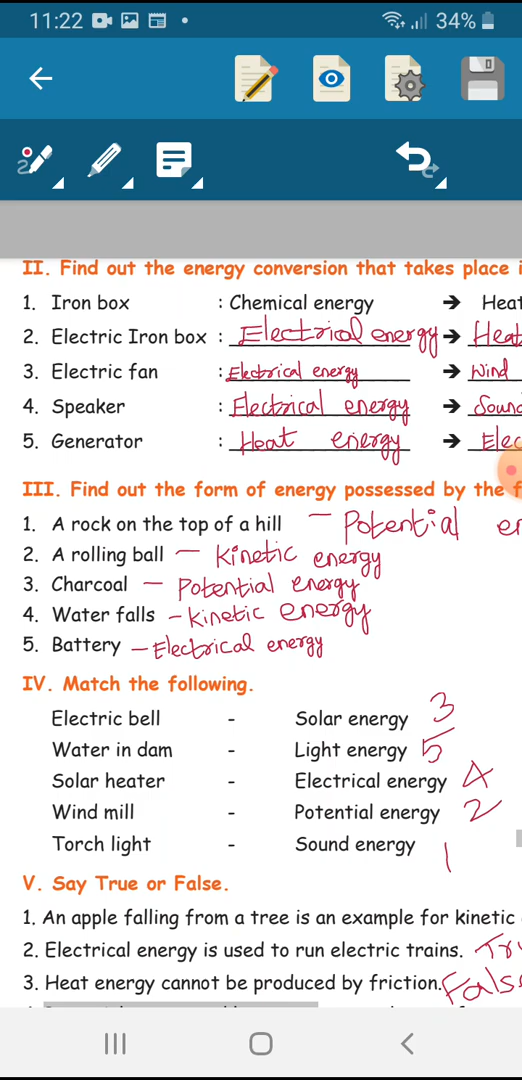 11:22 34%
II. Find out the energy conversion that takes place i
1. Iron box : Chemical energy → Heat
2. Electric Iron box : Electrical energy → Heat
3. Electric fan : Electrical energy → Wind
4. Speaker : Electrical energy → Sound
5. Generator : Heat energy → Elec
III. Find out the form of energy possessed by the f
1. A rock on the top of a hill - Potential en
2. A rolling ball - Kinetic energy
3. Charcoal - Potential energy
4. Water falls - Kinetic energy
5. Battery - Electrical energy
IV. Match the following.
Electric bell - Solar energy 3
Water in dam - Light energy 5
Solar heater - Electrical energy 4
Wind mill - Potential energy 2
Torch light - Sound energy 1
V. Say True or False.
1. An apple falling from a tree is an example for kinetic
2. Electrical energy is used to run electric trains. Tru
3. Heat energy cannot be produced by friction. False